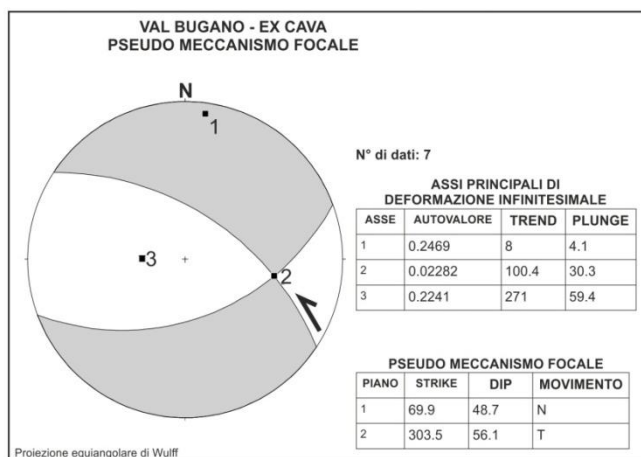 VAL BUGANO - EX CAVA
PSEUDO MECCANISMO FOCALE
N
1
2
3
N° di dati: 7
ASSI PRINCIPALI DI
DEFORMAZIONE INFINITESIMALE
ASSE AUTOVALORE TREND PLUNGE
1 0.2469 8 4.1
2 0.02282 100.4 30.3
3 0.2241 271 59.4
PSEUDO MECCANISMO FOCALE
PIANO STRIKE DIP MOVIMENTO
1 69.9 48.7 N
2 303.5 56.1 T
Proiezione equiangolare di Wulff